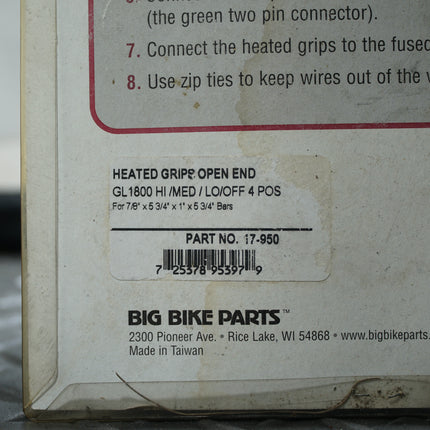 (the green two pin connector).
7. Connect the heated grips to the fused
8. Use zip ties to keep wires out of the
HEATED GRIPS OPEN END
GL1800 HI /MED / LO/OFF 4 POS
For 7/8" x 5 3/4" x 1" x 5 3/4" Bars
PART NO. 17-950
7 25378 95397 9
BIG BIKE PARTS™
2300 Pioneer Ave. • Rice Lake, WI 54868 • www.bigbikeparts.
Made in Taiwan